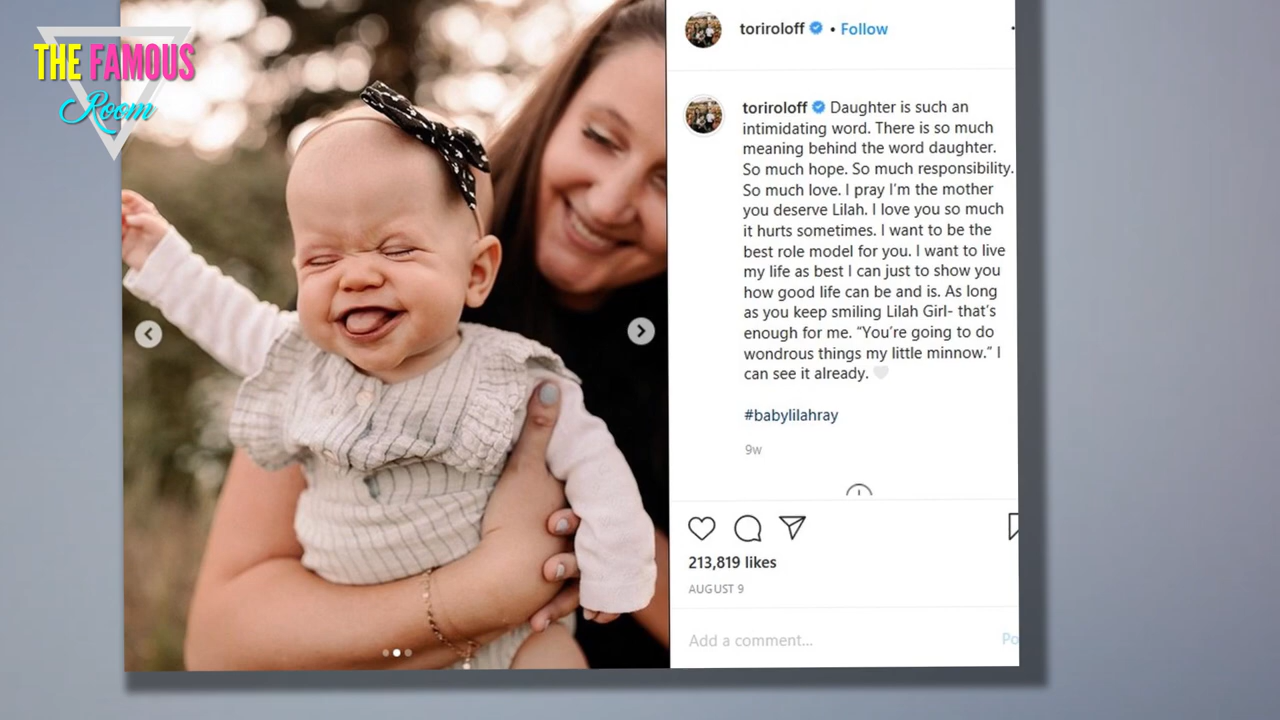 THE FAMOUS
Room
toriroloff • Follow
toriroloff Daughter is such an
intimidating word. There is so much
meaning behind the word daughter.
So much hope. So much responsibility.
So much love. I pray I'm the mother
you deserve Lilah. I love you so much
it hurts sometimes. I want to be the
best role model for you. I want to live
my life as best I can just to show you
how good life can be and is. As long
as you keep smiling Lilah Girl- that's
enough for me. "You're going to do
wondrous things my little minnow." I
can see it already. 🤍
#babylilahray
9w
213,819 likes
AUGUST 9
Add a comment...
Po